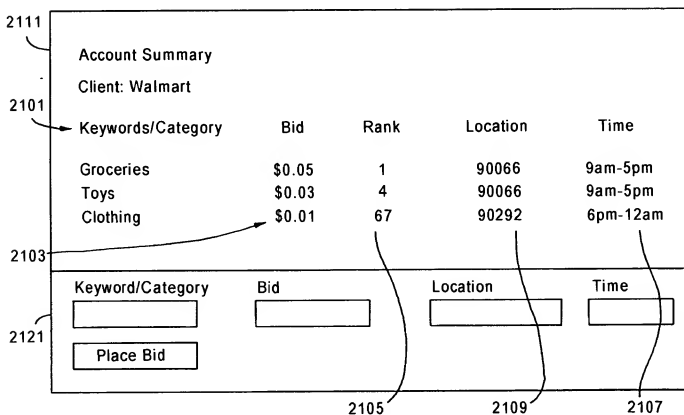 2111
Account Summary
Client: Walmart
2101
Keywords/Category Bid Rank Location Time
Groceries $0.05 1 90066 9am-5pm
Toys $0.03 4 90066 9am-5pm
Clothing $0.01 67 90292 6pm-12am
2103
Keyword/Category Bid Location Time
2121
Place Bid
2105 2109 2107